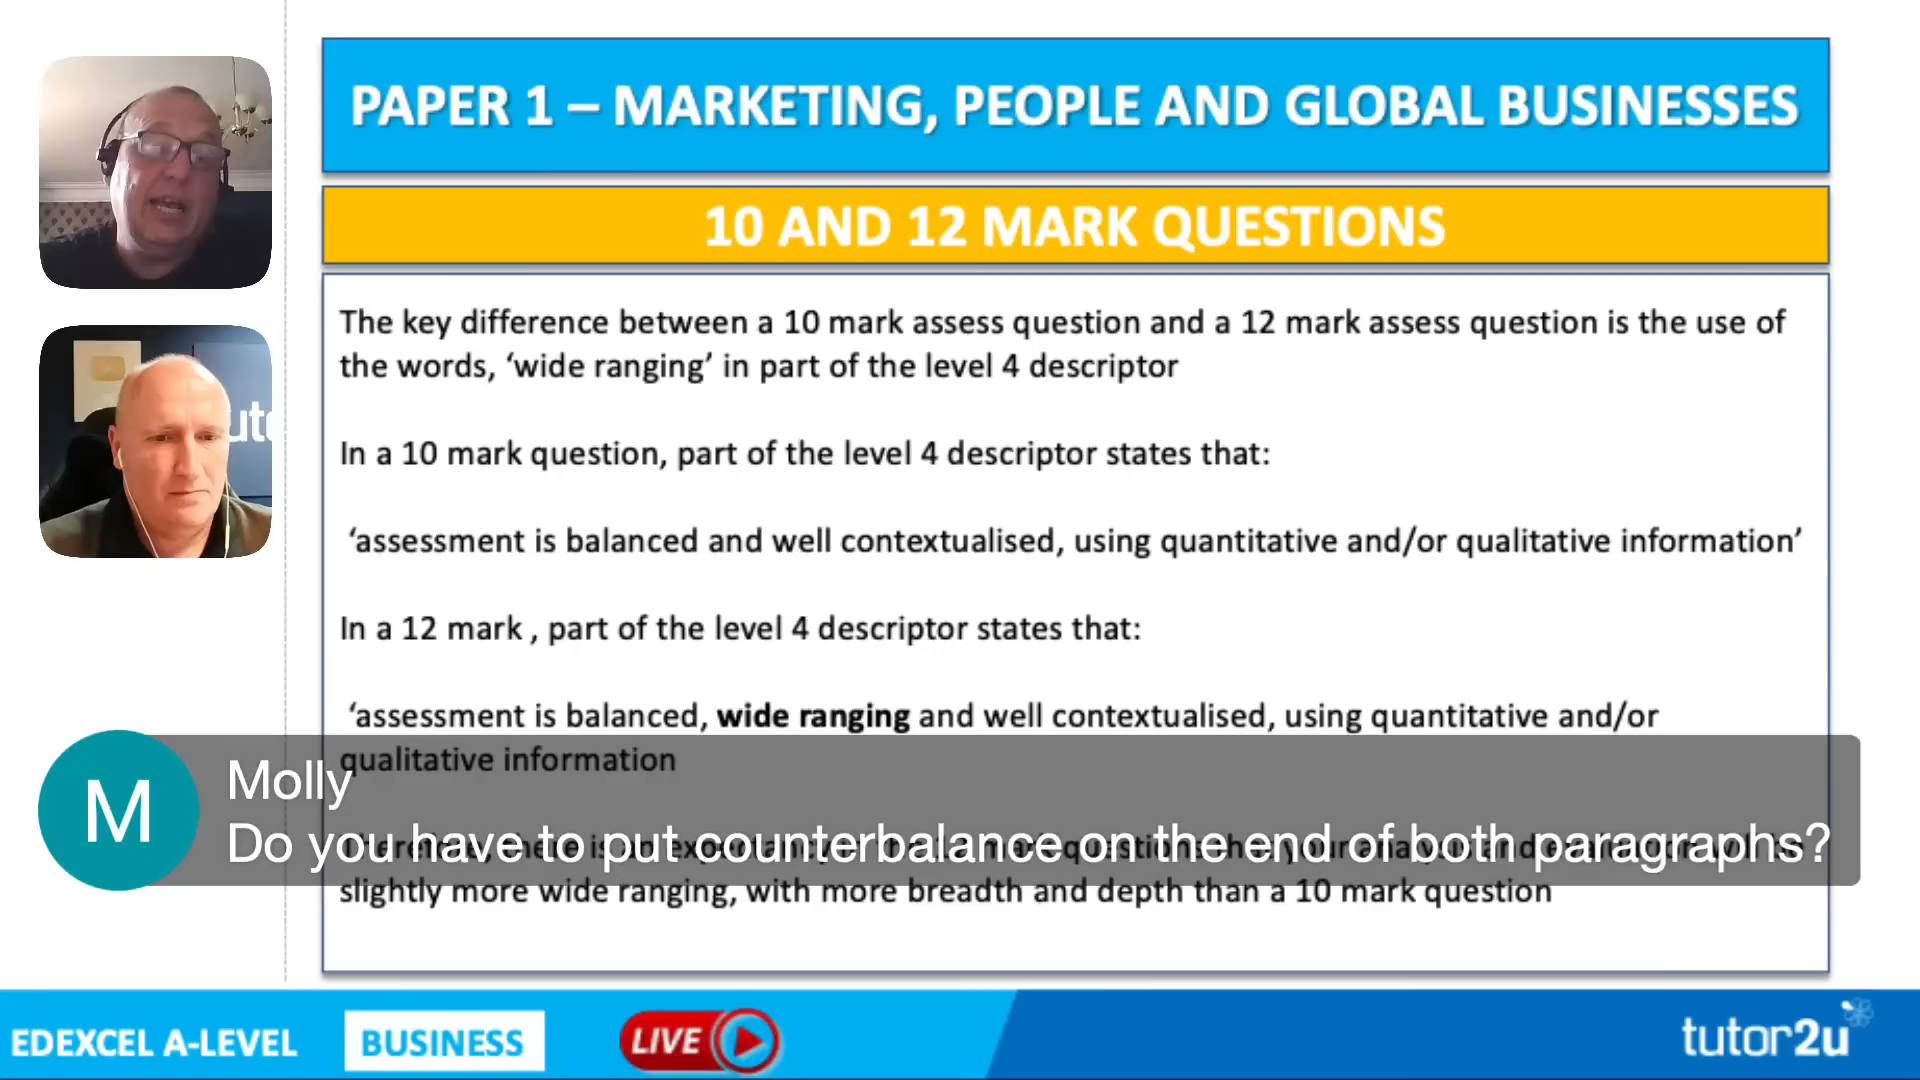 PAPER 1 – MARKETING, PEOPLE AND GLOBAL BUSINESSES
10 AND 12 MARK QUESTIONS
The key difference between a 10 mark assess question and a 12 mark assess question is the use of
the words, ‘wide ranging’ in part of the level 4 descriptor
In a 10 mark question, part of the level 4 descriptor states that:
‘assessment is balanced and well contextualised, using quantitative and/or qualitative information’
In a 12 mark , part of the level 4 descriptor states that:
‘assessment is balanced, wide ranging and well contextualised, using quantitative and/or
qualitative information
M
Molly
Do you have to put counterbalance on the end of both paragraphs?
slightly more wide ranging, with more breadth and depth than a 10 mark question
EDEXCEL A-LEVEL
BUSINESS
LIVE
tutor2u